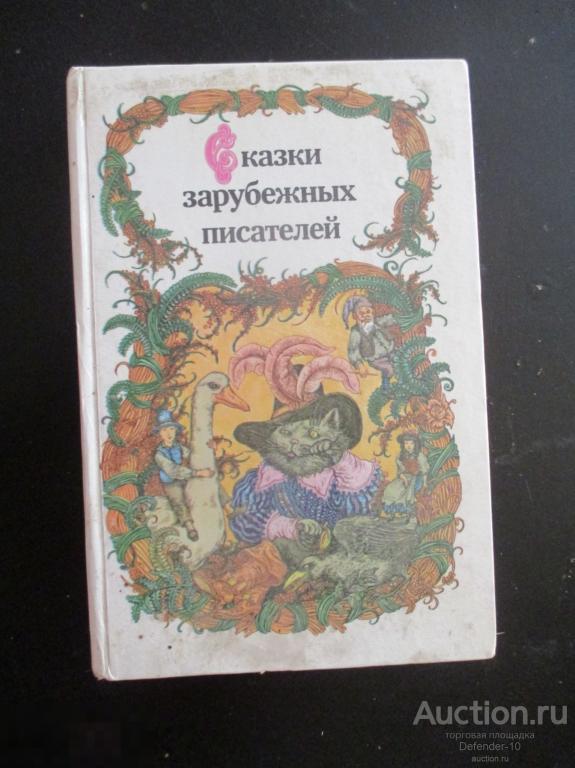 Сказки
зарубежных
писателей
Auction.ru
торговая площадка
Defender-10
auction.ru